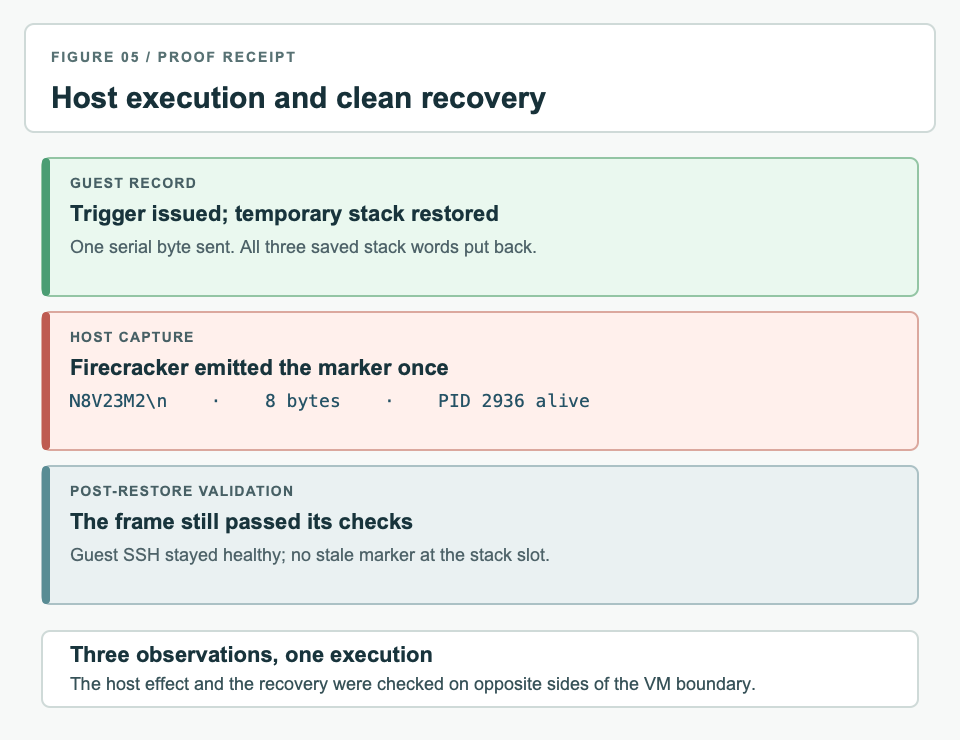 FIGURE 05 / PROOF RECEIPT
Host execution and clean recovery
GUEST RECORD
Trigger issued; temporary stack restored
One serial byte sent. All three saved stack words put back.
HOST CAPTURE
Firecracker emitted the marker once
N8V23M2\n · 8 bytes · PID 2936 alive
POST-RESTORE VALIDATION
The frame still passed its checks
Guest SSH stayed healthy; no stale marker at the stack slot.
Three observations, one execution
The host effect and the recovery were checked on opposite sides of the VM boundary.